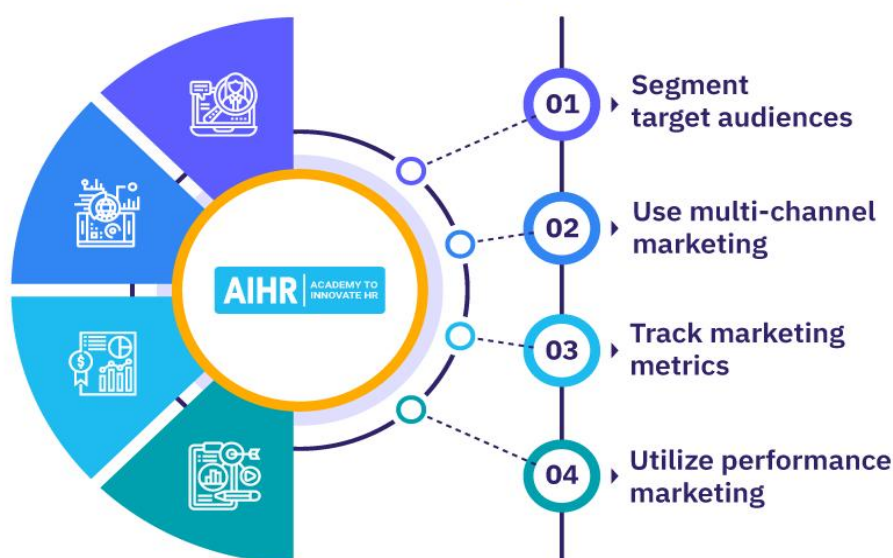 AIHR
ACADEMY TO
INNOVATE HR
01
Segment
target audiences
02
Use multi-channel
marketing
03
Track marketing
metrics
04
Utilize performance
marketing
$